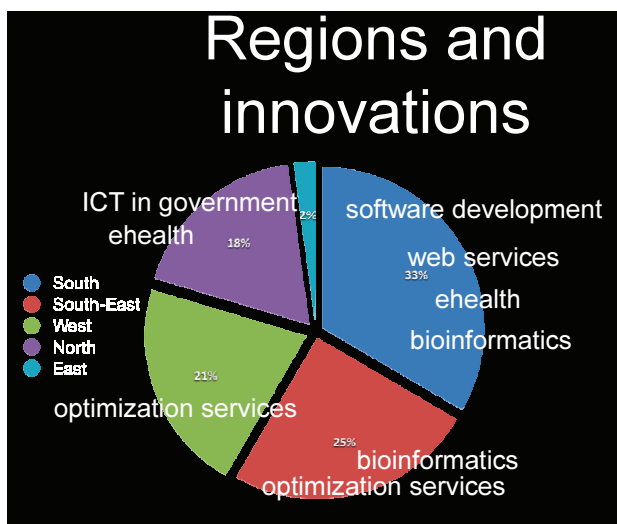 Regions and
innovations
ICT in government
2%
software development
ehealth
18%
web services
33%
ehealth
bioinformatics
South
South-East
West
North
East
21%
optimization services
25%
bioinformatics
optimization services